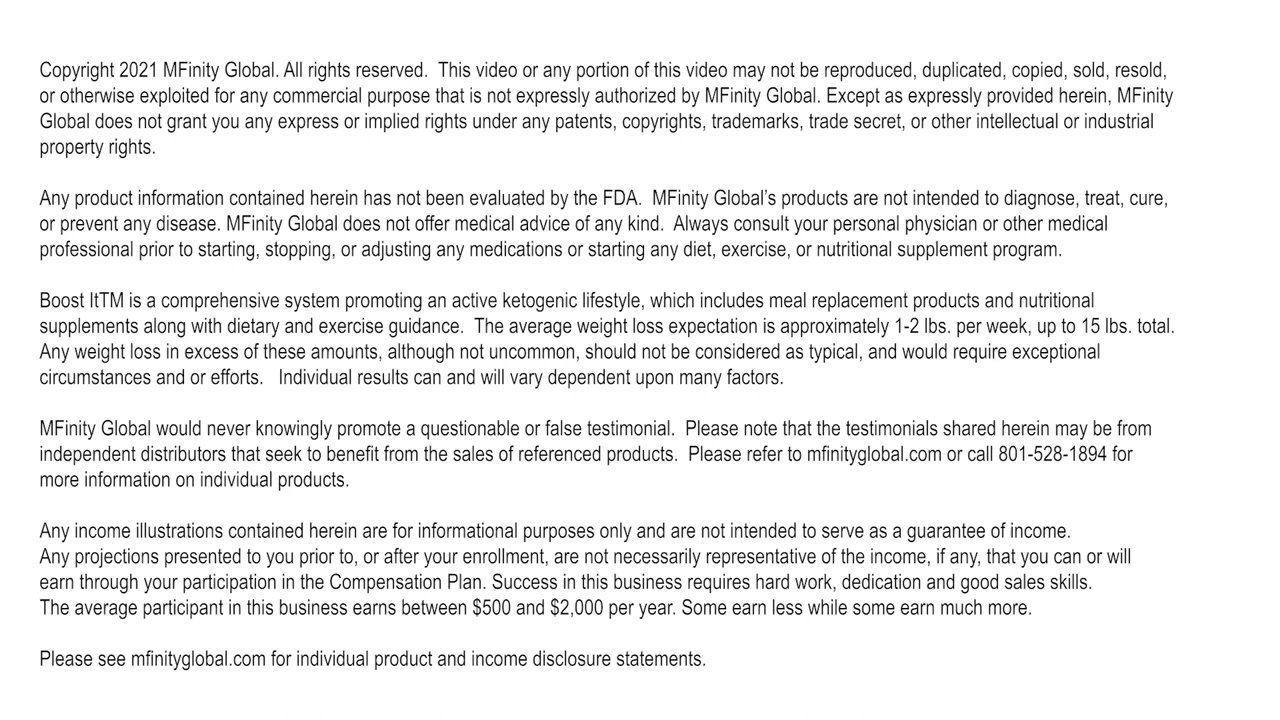 Copyright 2021 MFinity Global. All rights reserved.  This video or any portion of this video may not be reproduced, duplicated, copied, sold, resold,
or otherwise exploited for any commercial purpose that is not expressly authorized by MFinity Global. Except as expressly provided herein, MFinity
Global does not grant you any express or implied rights under any patents, copyrights, trademarks, trade secret, or other intellectual or industrial
property rights.
Any product information contained herein has not been evaluated by the FDA.  MFinity Global's products are not intended to diagnose, treat, cure,
or prevent any disease. MFinity Global does not offer medical advice of any kind.  Always consult your personal physician or other medical
professional prior to starting, stopping, or adjusting any medications or starting any diet, exercise, or nutritional supplement program.
Boost ItTM is a comprehensive system promoting an active ketogenic lifestyle, which includes meal replacement products and nutritional
supplements along with dietary and exercise guidance.  The average weight loss expectation is approximately 1-2 lbs. per week, up to 15 lbs. total.
Any weight loss in excess of these amounts, although not uncommon, should not be considered as typical, and would require exceptional
circumstances and or efforts.   Individual results can and will vary dependent upon many factors.
MFinity Global would never knowingly promote a questionable or false testimonial.  Please note that the testimonials shared herein may be from
independent distributors that seek to benefit from the sales of referenced products.  Please refer to mfinityglobal.com or call 801-528-1894 for
more information on individual products.
Any income illustrations contained herein are for informational purposes only and are not intended to serve as a guarantee of income.
Any projections presented to you prior to, or after your enrollment, are not necessarily representative of the income, if any, that you can or will
earn through your participation in the Compensation Plan. Success in this business requires hard work, dedication and good sales skills.
The average participant in this business earns between $500 and $2,000 per year. Some earn less while some earn much more.
Please see mfinityglobal.com for individual product and income disclosure statements.